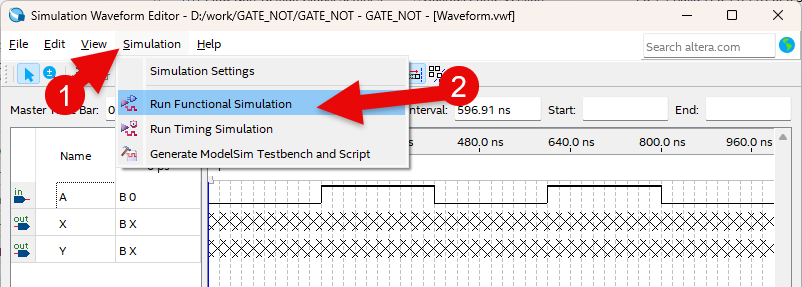 Simulation Waveform Editor - D:/work/GATE_NOT/GATE_NOT - GATE_NOT - [Waveform.vwf]
File Edit View Simulation Help
Search altera.com
Simulation Settings
1
2
Run Functional Simulation
Master Bar: 0 Interval: 596.91 ns Start: End:
Run Timing Simulation
Generate ModelSim Testbench and Script
Name 480.0 ns 640.0 ns 800.0 ns 960.0 ns
in A B 0
out X B X
out Y B X